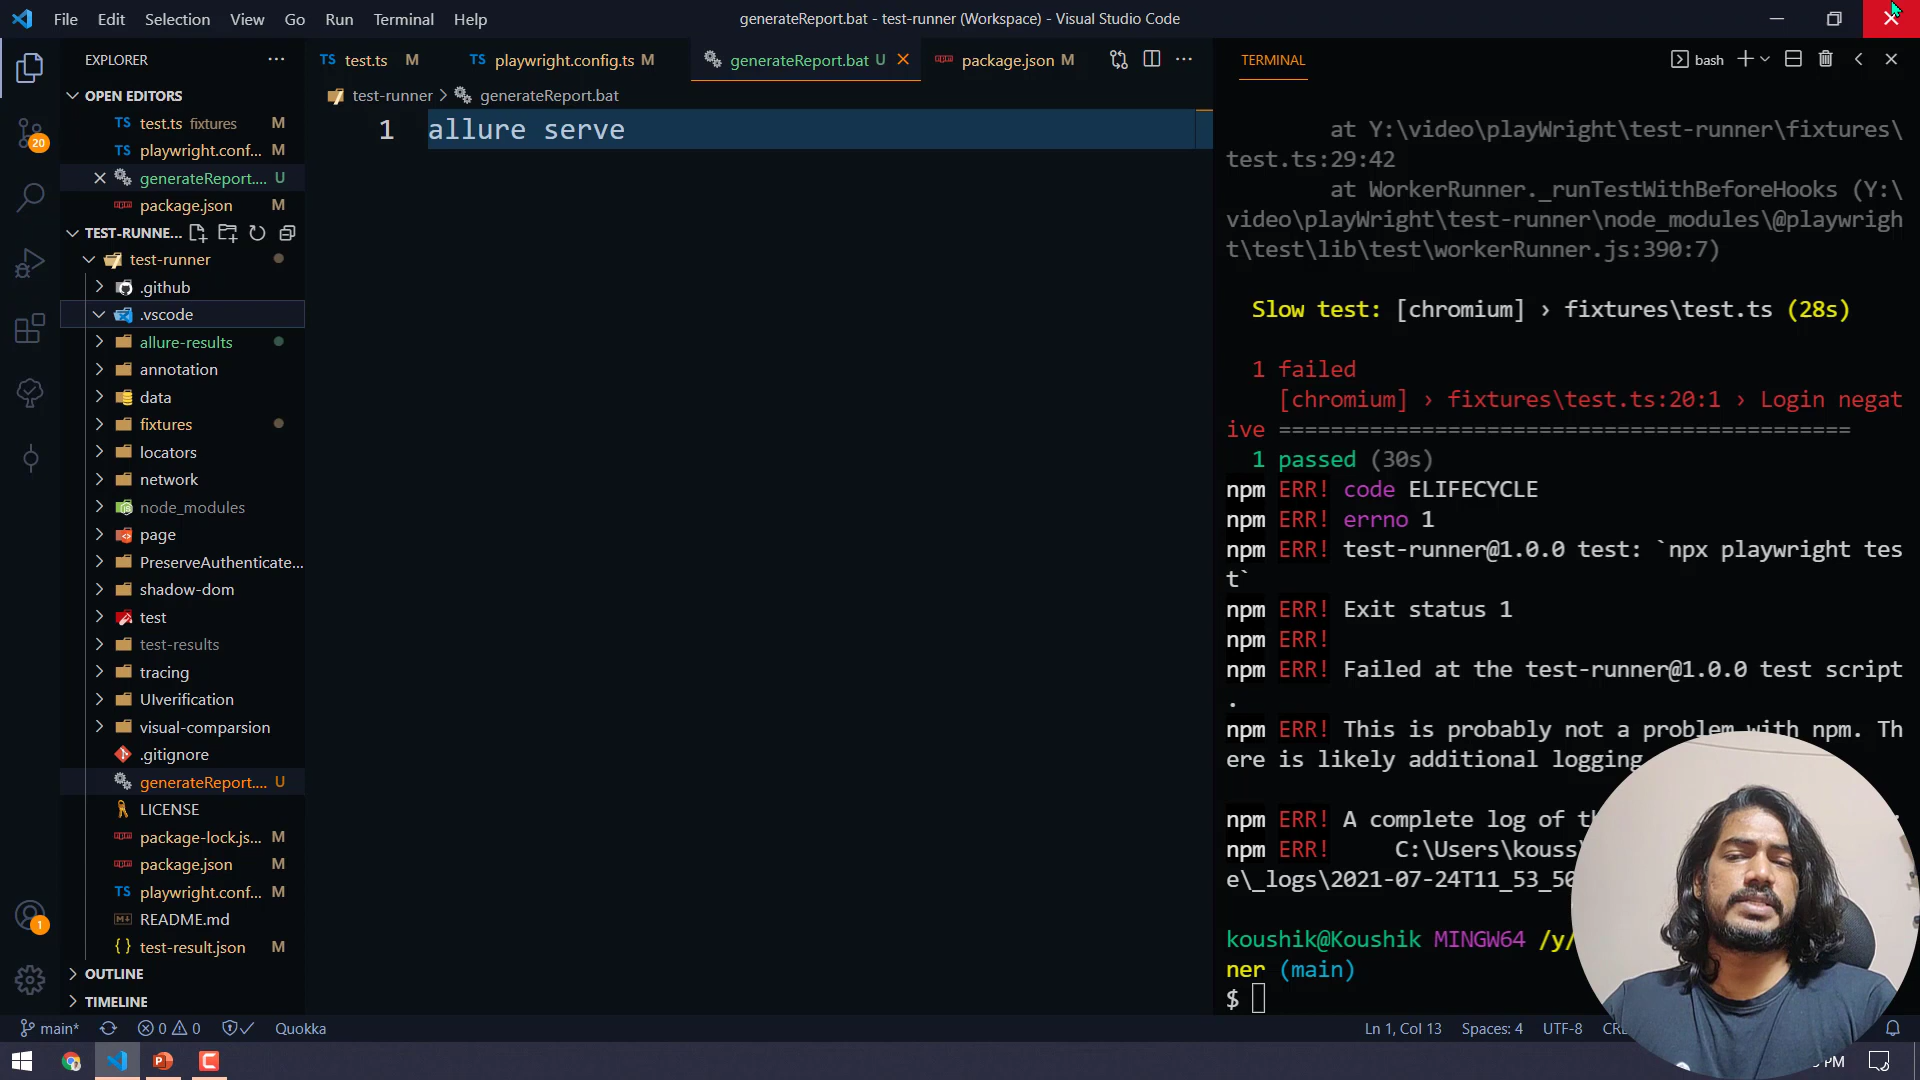 File Edit Selection View Go Run Terminal Help
generateReport.bat - test-runner (Workspace) - Visual Studio Code
EXPLORER
OPEN EDITORS
TS test.ts fixtures M
TS playwright.conf... M
generateReport.... U
package.json M
TEST-RUNNE...
test-runner
.github
.vscode
allure-results
annotation
data
fixtures
locators
network
node_modules
page
PreserveAuthenticate...
shadow-dom
test
test-results
tracing
UIverification
visual-comparsion
.gitignore
generateReport.... U
LICENSE
package-lock.js... M
package.json M
TS playwright.conf... M
README.md
{} test-result.json M
OUTLINE
TIMELINE
20
1
TS test.ts M
TS playwright.config.ts M
generateReport.bat U
package.json M
test-runner > generateReport.bat
1 allure serve
TERMINAL
bash
at Y:\video\playWright\test-runner\fixtures\
test.ts:29:42
at WorkerRunner._runTestWithBeforeHooks (Y:\
video\playWright\test-runner\node_modules\@playwrigh
t\test\lib\test\workerRunner.js:390:7)
Slow test: [chromium] › fixtures\test.ts (28s)
1 failed
[chromium] › fixtures\test.ts:20:1 › Login negat
ive ============================================
1 passed (30s)
npm ERR! code ELIFECYCLE
npm ERR! errno 1
npm ERR! test-runner@1.0.0 test: `npx playwright tes
t`
npm ERR! Exit status 1
npm ERR!
npm ERR! Failed at the test-runner@1.0.0 test script
.
npm ERR! This is probably not a problem with npm. Th
ere is likely additional logging
npm ERR! A complete log of
npm ERR! C:\Users\kouss
e\_logs\2021-07-24T11_53_50
koushik@Koushik MINGW64 /y/
ner (main)
$
main* 0 0 Quokka
Ln 1, Col 13 Spaces: 4 UTF-8
PM